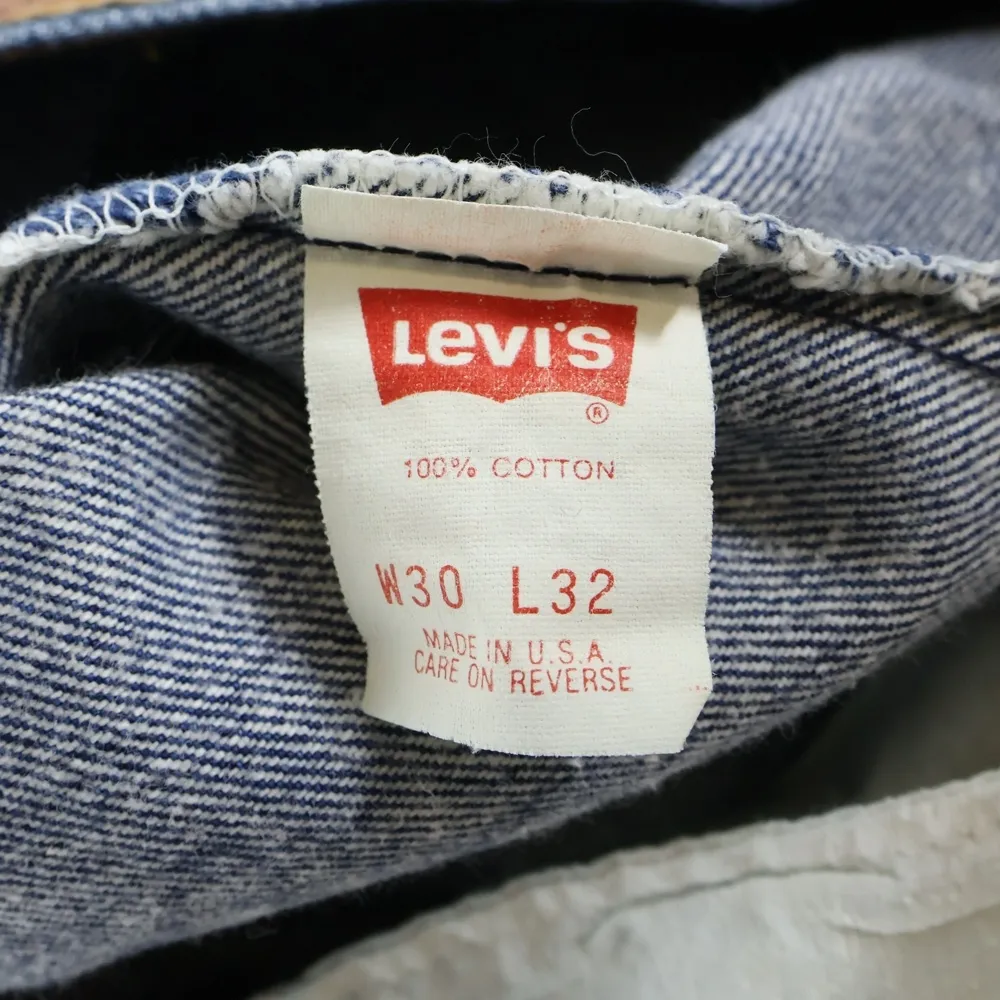 Levi's
®
100% COTTON
W30 L32
MADE IN U.S.A.
CARE ON REVERSE